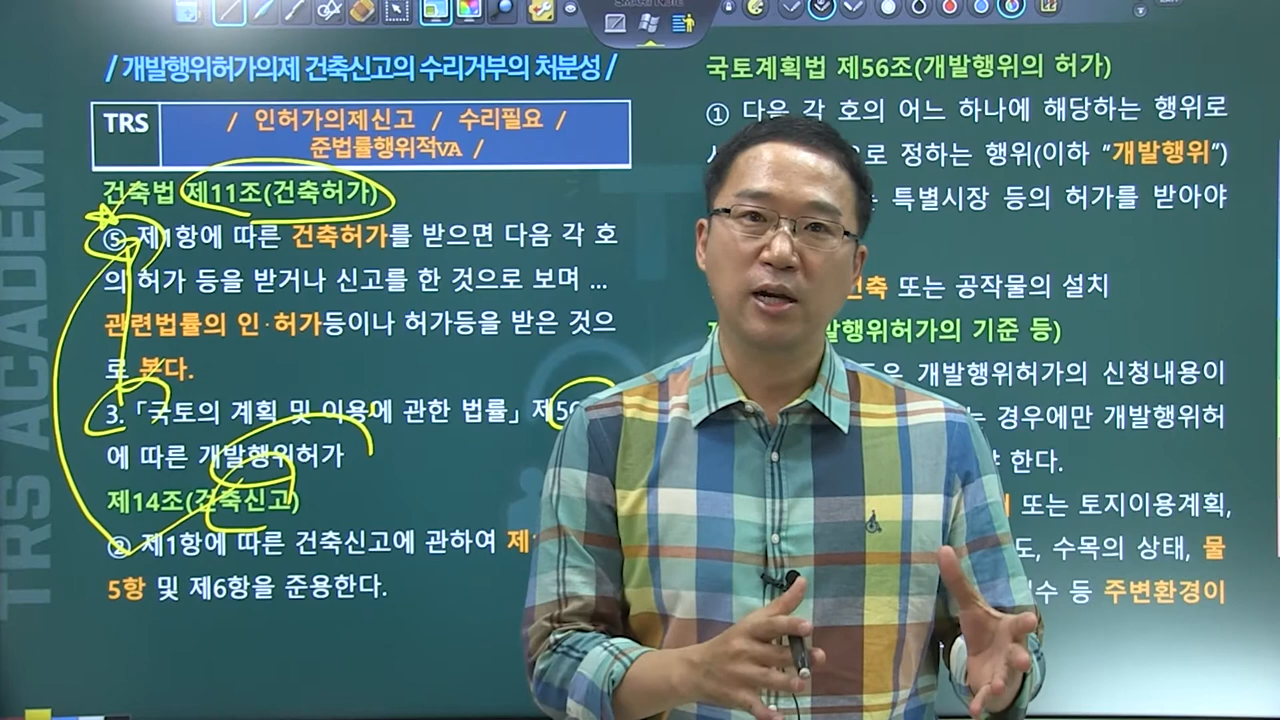 / 개발행위허가의제 건축신고의 수리거부의 처분성 /
TRS
/ 인허가의제신고 / 수리필요 /
준법률행위적VA /
건축법 제11조(건축허가)
⑤ 제1항에 따른 건축허가를 받으면 다음 각 호
의 허가 등을 받거나 신고를 한 것으로 보며 ...
관련법률의 인·허가등이나 허가등을 받은 것으
로 본다.
3.「국토의 계획 및 이용에 관한 법률」 제5
에 따른 개발행위허가
제14조(건축신고)
② 제1항에 따른 건축신고에 관하여 제
5항 및 제6항을 준용한다.
국토계획법 제56조(개발행위의 허가)
① 다음 각 호의 어느 하나에 해당하는 행위로
로 정하는 행위(이하 "개발행위")
특별시장 등의 허가를 받아야
건축 또는 공작물의 설치
발행위허가의 기준 등)
개발행위허가의 신청내용이
경우에만 개발행위허
한다.
또는 토지이용계획,
도, 수목의 상태, 물
수 등 주변환경이
TRS ACADEMY